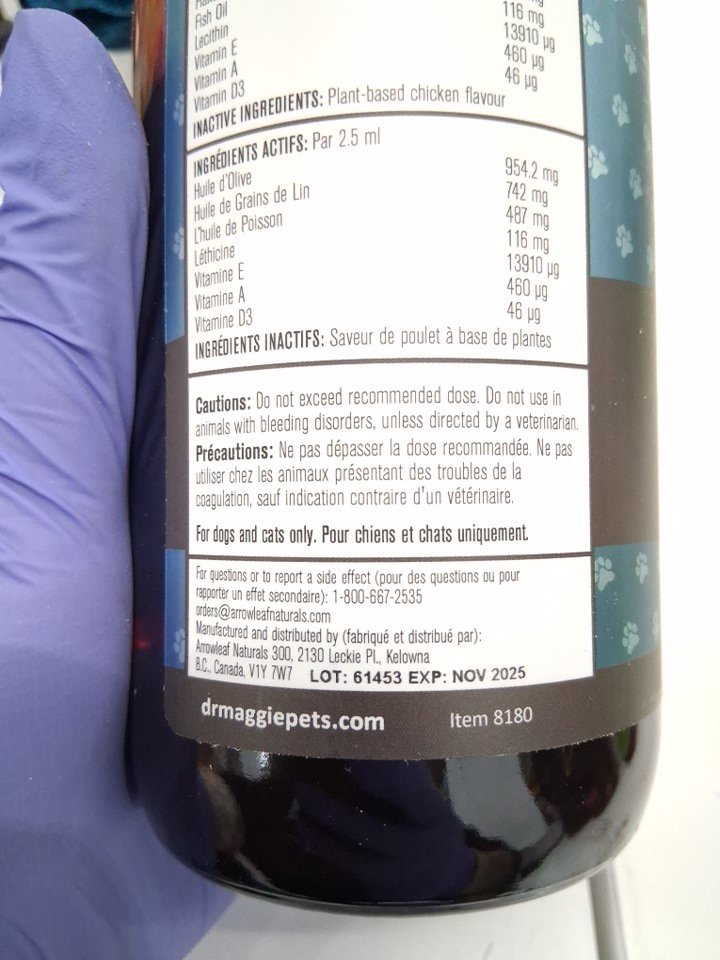 Fish Oil 116 mg
Lecithin 13910 µg
Vitamin E 460 µg
Vitamin A 46 µg
Vitamin D3
INACTIVE INGREDIENTS: Plant-based chicken flavour
INGRÉDIENTS ACTIFS: Par 2.5 ml
Huile d'Olive 954.2 mg
Huile de Grains de Lin 742 mg
L'huile de Poisson 487 mg
Léthicine 116 mg
Vitamine E 13910 µg
Vitamine A 460 µg
Vitamine D3 46 µg
INGRÉDIENTS INACTIFS: Saveur de poulet à base de plantes
Cautions: Do not exceed recommended dose. Do not use in
animals with bleeding disorders, unless directed by a veterinarian.
Précautions: Ne pas dépasser la dose recommandée. Ne pas
utiliser chez les animaux présentant des troubles de la
coagulation, sauf indication contraire d'un vétérinaire.
For dogs and cats only. Pour chiens et chats uniquement.
For questions or to report a side effect (pour des questions ou pour
rapporter un effet secondaire): 1-800-667-2535
orders@arrowleafnaturals.com
Manufactured and distributed by (fabriqué et distribué par):
Arrowleaf Naturals 300, 2130 Leckie Pl., Kelowna
B.C., Canada, V1Y 7W7 LOT: 61453 EXP: NOV 2025
drmaggiepets.com Item 8180